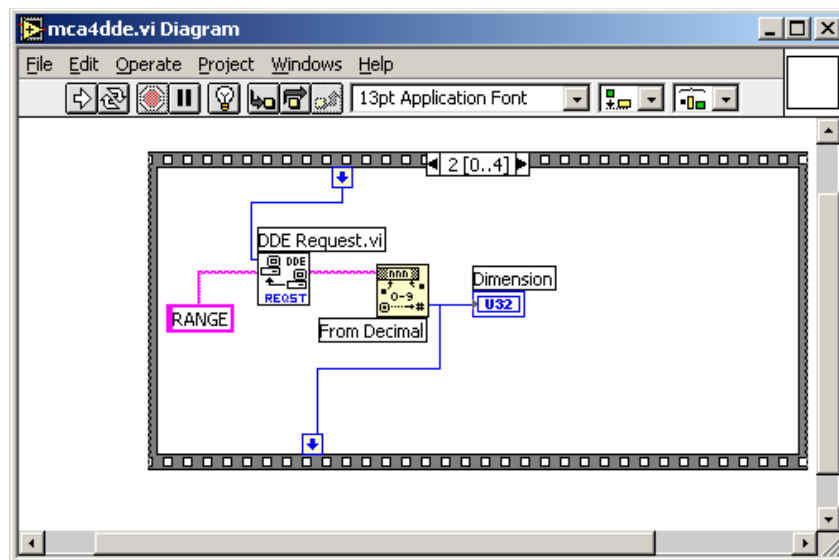 mca4dde.vi Diagram
File Edit Operate Project Windows Help
13pt Application Font
2 [0..4]
DDE Request.vi
DDE
REQST
nnn
0-9
#
Dimension
U32
RANGE
From Decimal